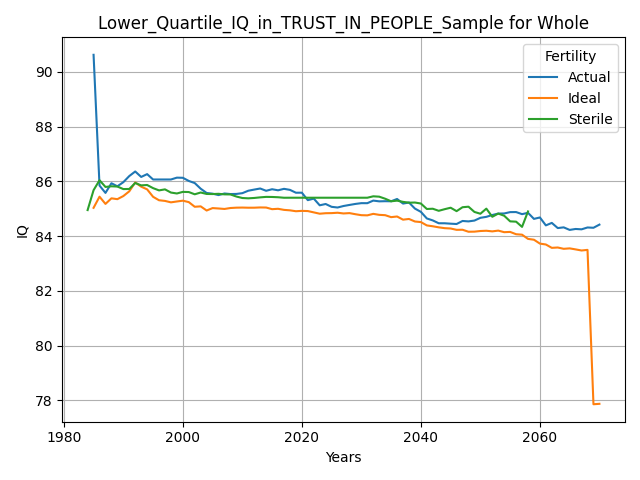 Lower_Quartile_IQ_in_TRUST_IN_PEOPLE_Sample for Whole
Fertility
Actual
Ideal
Sterile
90
88
86
84
82
80
78
IQ
1980
2000
2020
2040
2060
Years